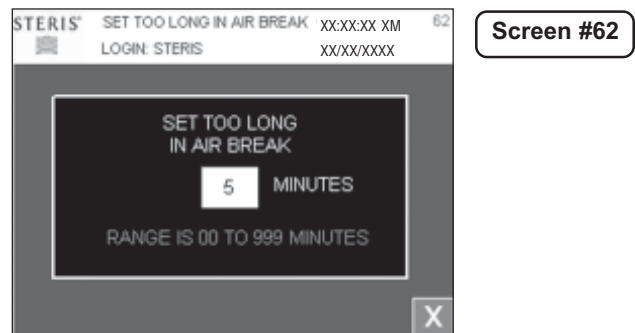 STERIS® SET TOO LONG IN AIR BREAK XX:XX:XX XM 62
LOGIN: STERIS XX/XX/XXXX
Screen #62
SET TOO LONG
IN AIR BREAK
5 MINUTES
RANGE IS 00 TO 999 MINUTES
X